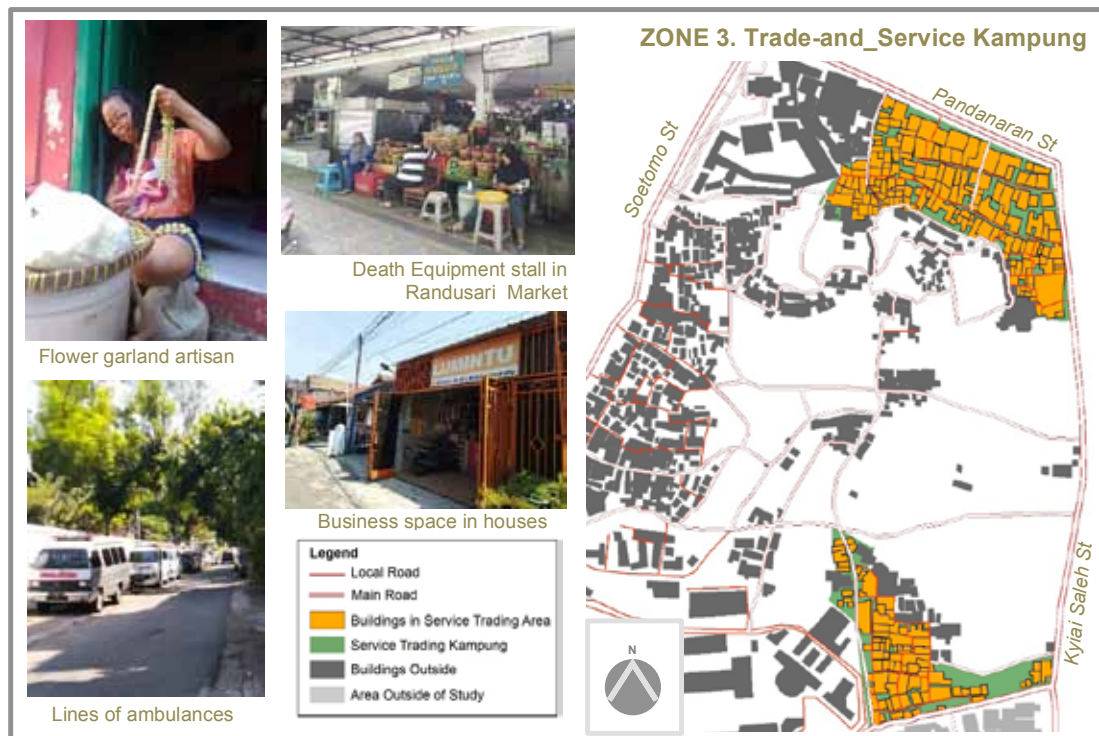 ZONE 3. Trade-and_Service Kampung
Flower garland artisan
Death Equipment stall in
Randusari Market
Lines of ambulances
LUMINTU
Business space in houses
Legend
Local Road
Main Road
Buildings in Service Trading Area
Service Trading Kampung
Buildings Outside
Area Outside of Study
N
Soetomo St
Pandanaran St
Kyiai Saleh St